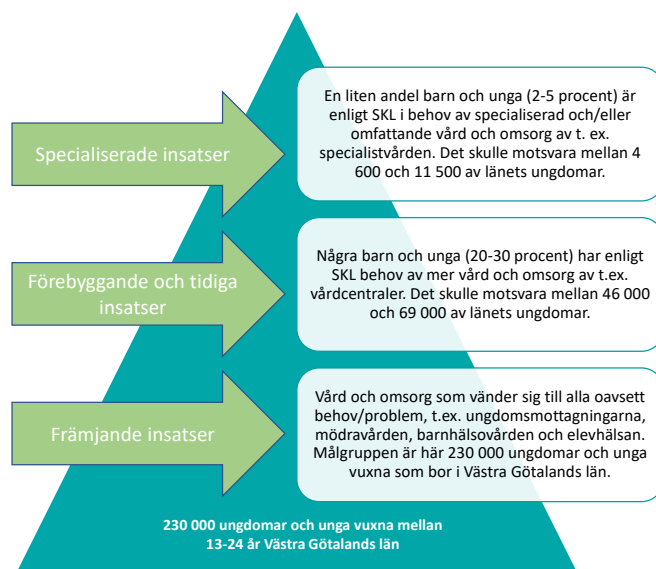 Specialiserade insatser
En liten andel barn och unga (2-5 procent) är
enligt SKL i behov av specialiserad och/eller
omfattande vård och omsorg av t. ex.
specialistvården. Det skulle motsvara mellan 4
600 och 11 500 av länets ungdomar.
Förebyggande och tidiga
insatser
Några barn och unga (20-30 procent) har enligt
SKL behov av mer vård och omsorg av t.ex.
vårdcentraler. Det skulle motsvara mellan 46 000
och 69 000 av länets ungdomar.
Främjande insatser
Vård och omsorg som vänder sig till alla oavsett
behov/problem, t.ex. ungdomsmottagningarna,
mödravården, barnhälsovården och elevhälsan.
Målgruppen är här 230 000 ungdomar och unga
vuxna som bor i Västra Götalands län.
230 000 ungdomar och unga vuxna mellan
13-24 år Västra Götalands län